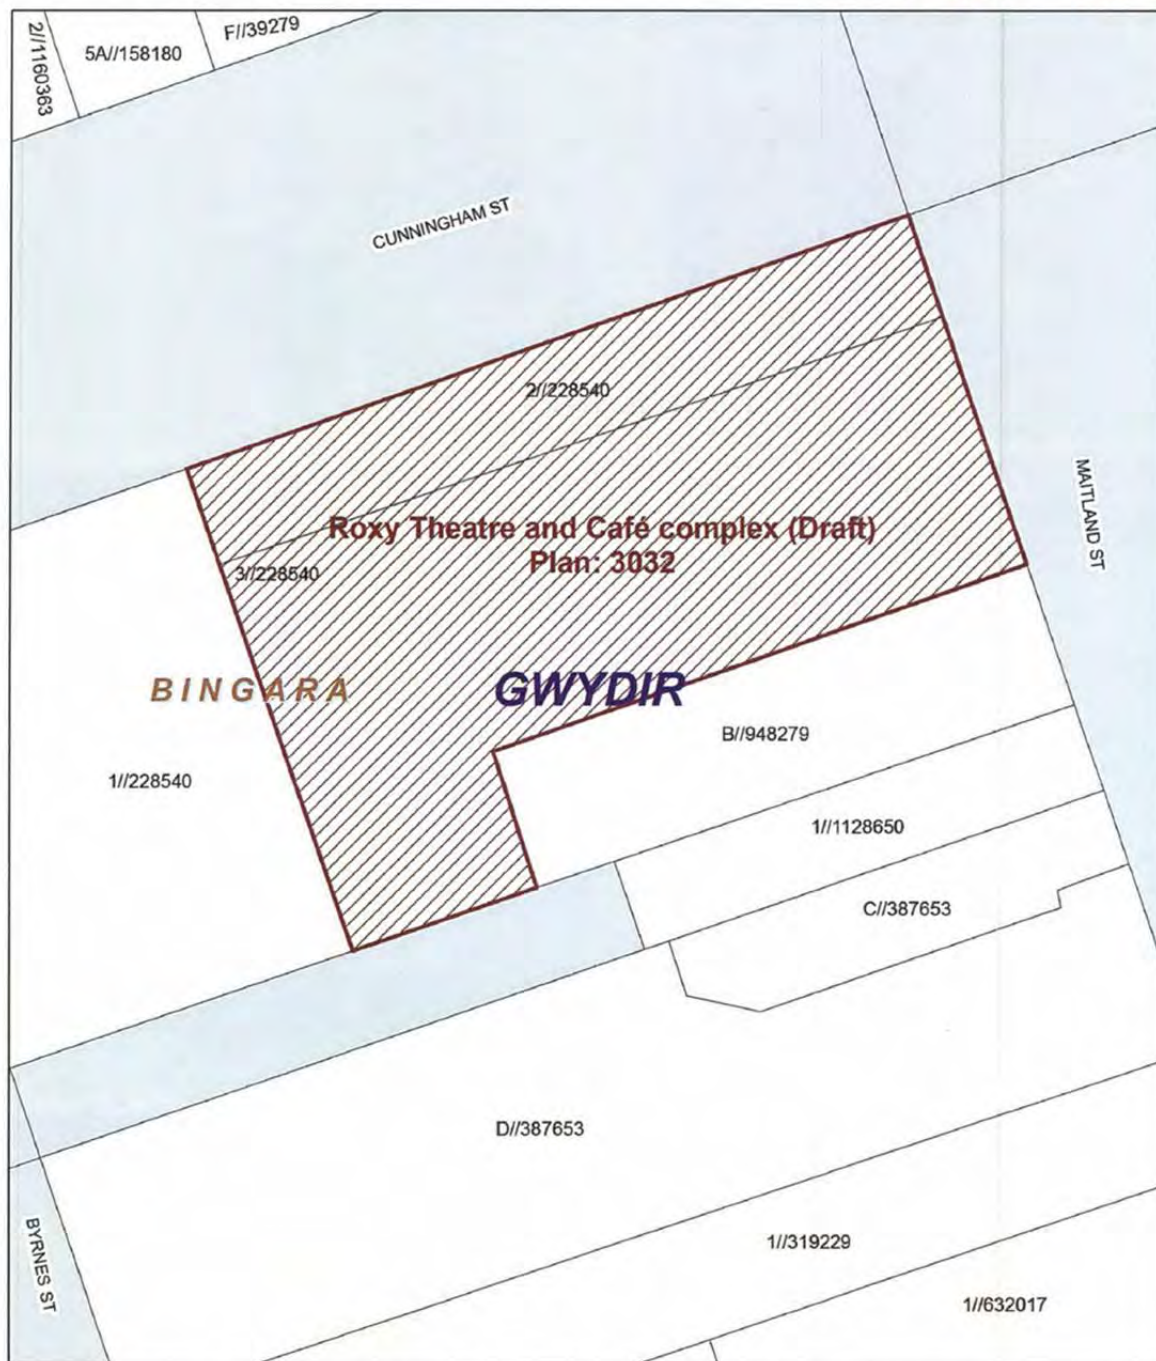 2//1160363
5A//158180
F//39279
CUNNINGHAM ST
2//228540
MAITLAND ST
Roxy Theatre and Café complex (Draft)
Plan: 3032
3//228540
BINGARA
GWYDIR
B//948279
1//228540
1//1128650
C//387653
D//387653
BYRNES ST
1//319229
1//632017